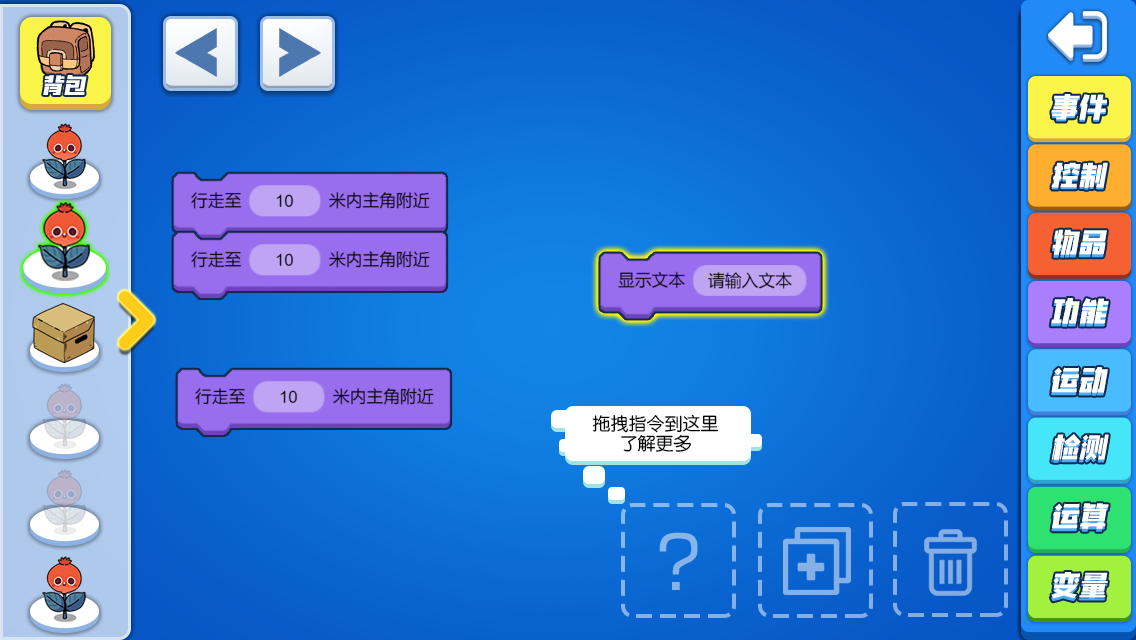 背包
行走至 10 米内主角附近
行走至 10 米内主角附近
显示文本 请输入文本
行走至 10 米内主角附近
拖拽指令到这里
了解更多
?
事件
控制
物品
功能
运动
检测
运算
变量